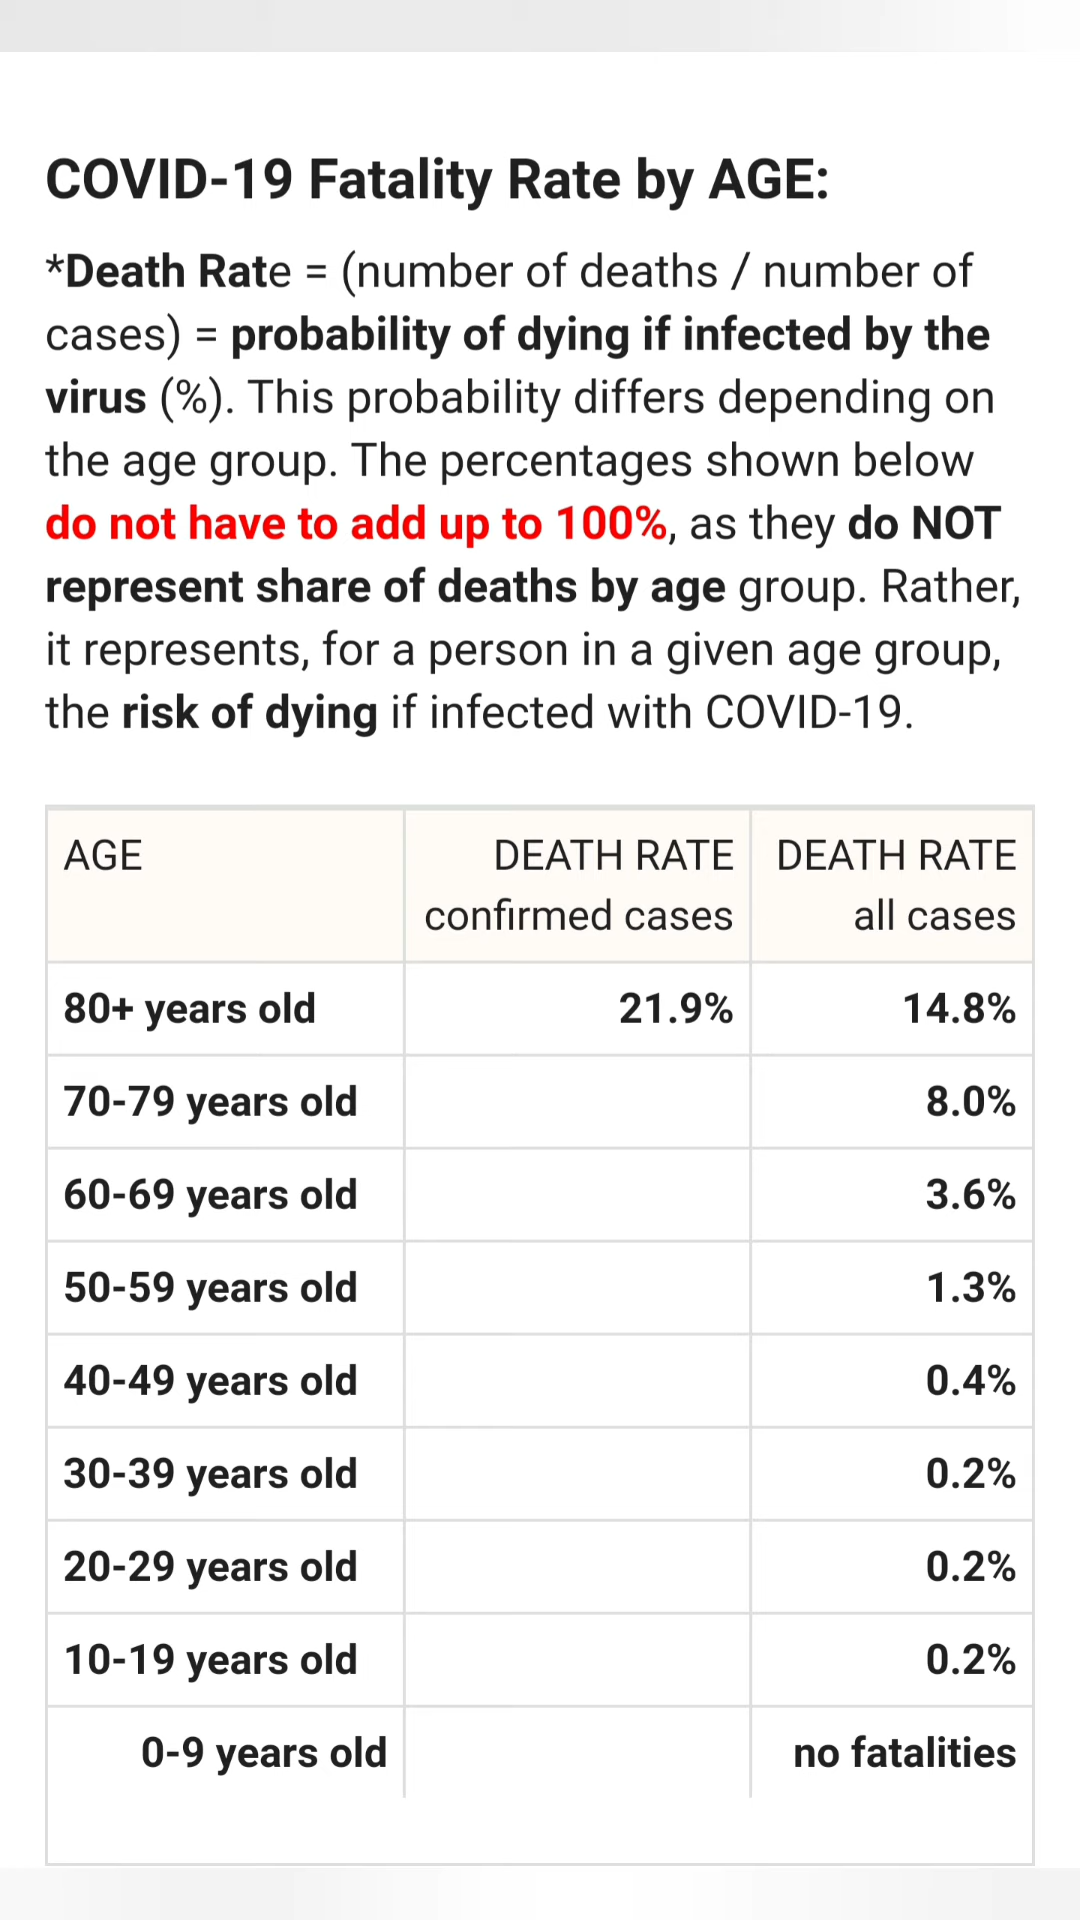 COVID-19 Fatality Rate by AGE:
*Death Rate = (number of deaths / number of
cases) = probability of dying if infected by the
virus (%). This probability differs depending on
the age group. The percentages shown below
do not have to add up to 100%, as they do NOT
represent share of deaths by age group. Rather,
it represents, for a person in a given age group,
the risk of dying if infected with COVID-19.
AGE DEATH RATE confirmed cases DEATH RATE all cases
80+ years old 21.9% 14.8%
70-79 years old 8.0%
60-69 years old 3.6%
50-59 years old 1.3%
40-49 years old 0.4%
30-39 years old 0.2%
20-29 years old 0.2%
10-19 years old 0.2%
0-9 years old no fatalities